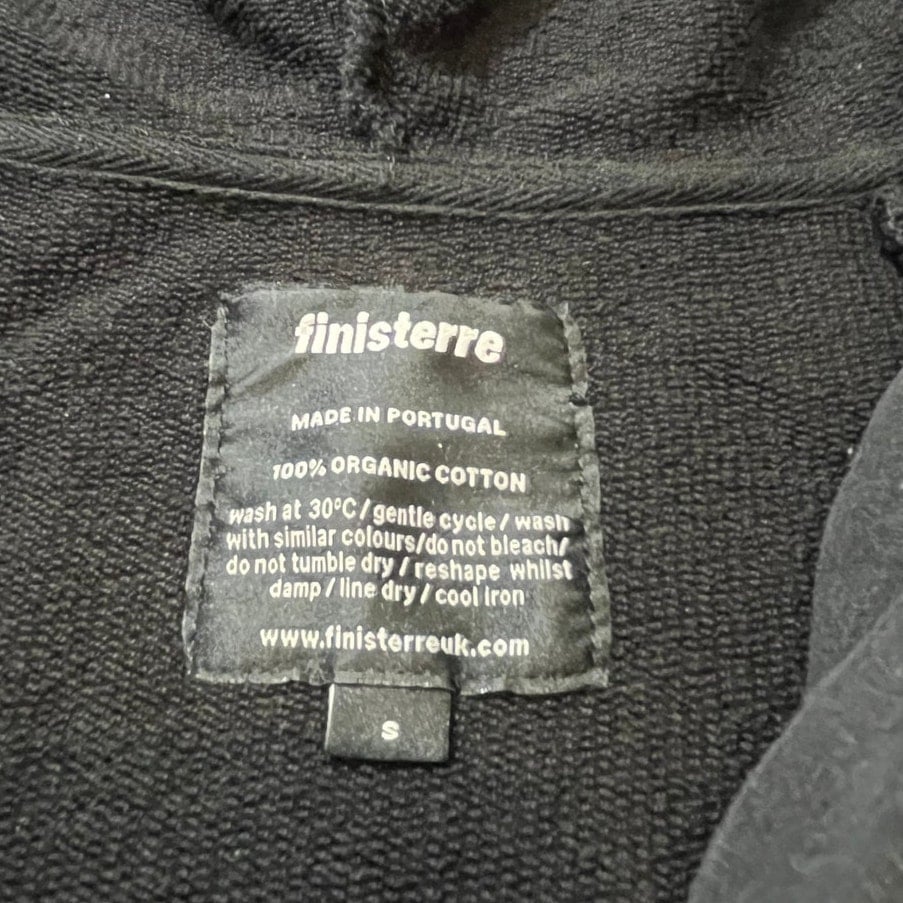 finisterre
MADE IN PORTUGAL
100% ORGANIC COTTON
wash at 30°C / gentle cycle / wash
with similar colours/do not bleach/
do not tumble dry / reshape whilst
damp / line dry / cool iron
www.finisterreuk.com
S